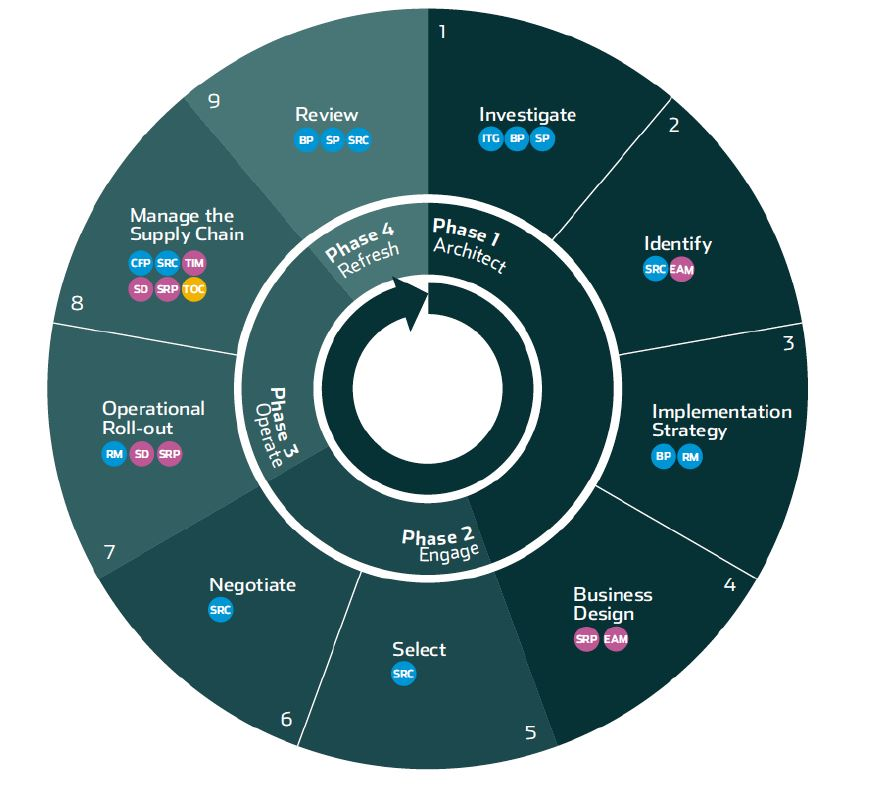 1
Investigate
ITG BP SP
2
Identify
SRC EAM
3
Implementation
Strategy
BP RM
4
Business
Design
SRP EAM
5
Select
SRC
6
Negotiate
SRC
7
Operational
Roll-out
RM SD SRP
8
Manage the
Supply Chain
CFP SRC TIM
SD SRP TOC
9
Review
BP SP SRC
Phase 1
Architect
Phase 2
Engage
Phase 3
Operate
Phase 4
Refresh